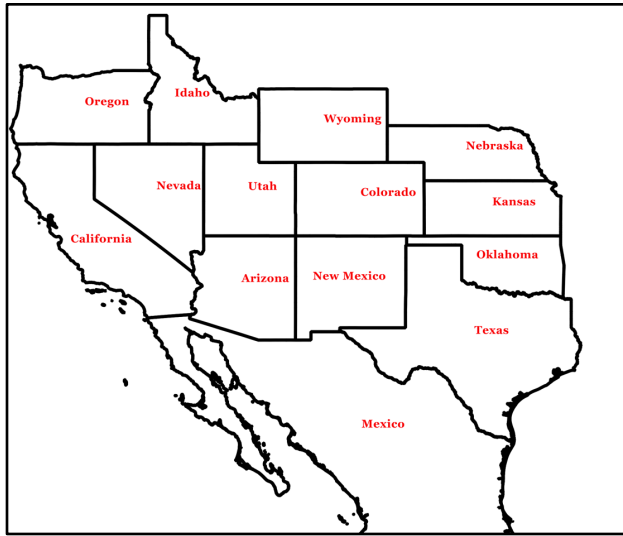 Idaho
Oregon
Wyoming
Nebraska
Nevada
Utah
Colorado
Kansas
California
Oklahoma
Arizona
New Mexico
Texas
Mexico